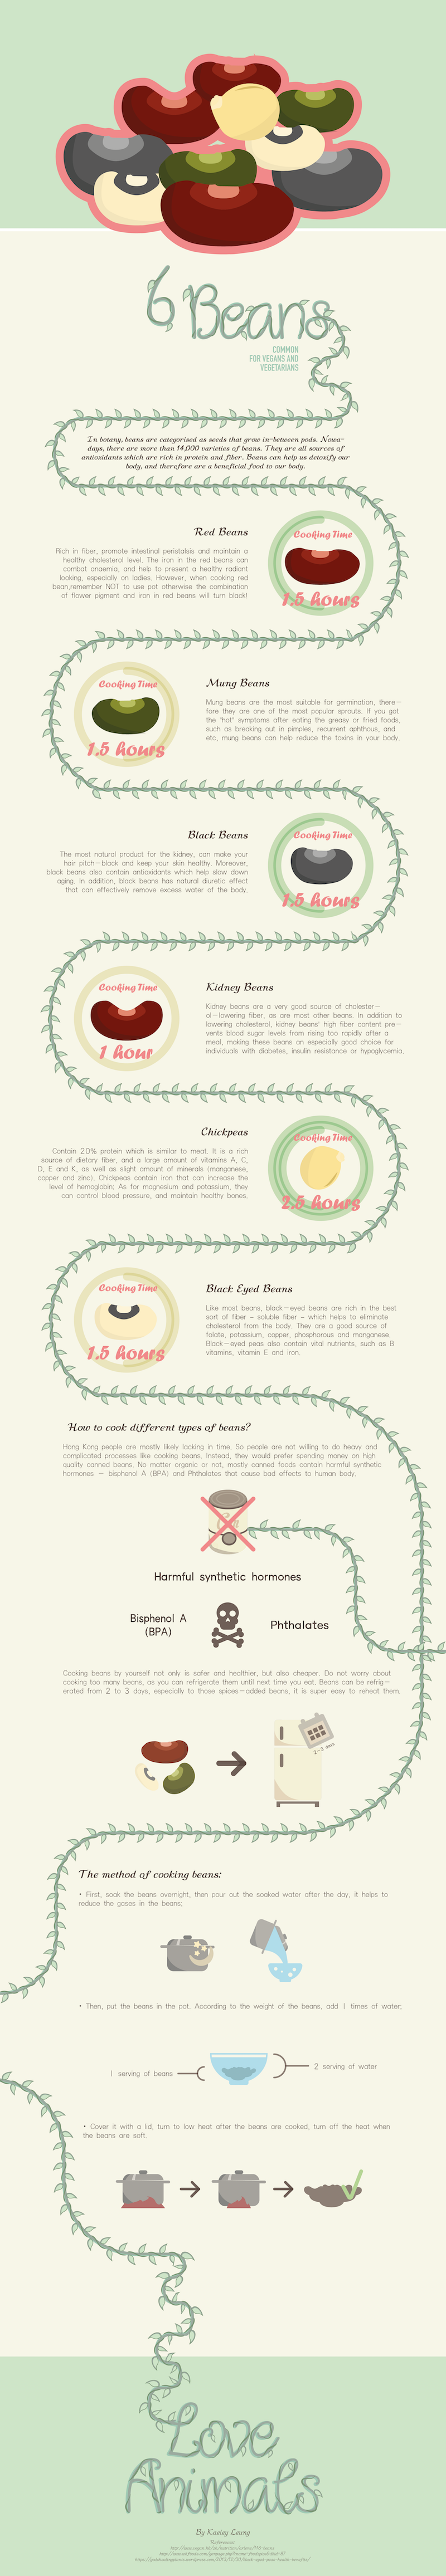 6 Beans
COMMON
FOR VEGANS AND
VEGETARIANS
In botany, beans are categorised as seeds that grow in-between pods. Nowa-
days, there are more than 14,000 varieties of beans. They are all sources of
antioxidants which are rich in protein and fiber. Beans can help us detoxify our
body, and therefore are a beneficial food to our body.
Red Beans
Rich in fiber, promote intestinal peristalsis and maintain a
healthy cholesterol level. The iron in the red beans can
combat anaemia, and help to present a healthy radiant
looking, especially on ladies. However, when cooking red
bean,remember NOT to use pot otherwise the combination
of flower pigment and iron in red beans will turn black!
Cooking Time
1.5 hours
Cooking Time
1.5 hours
Mung Beans
Mung beans are the most suitable for germination, there-
fore they are one of the most popular sprouts. If you got
the "hot" symptoms after eating the greasy or fried foods,
such as breaking out in pimples, recurrent aphthous, and
etc, mung beans can help reduce the toxins in your body.
Black Beans
The most natural product for the kidney, can make your
hair pitch-black and keep your skin healthy. Moreover,
black beans also contain antioxidants which help slow down
aging. In addition, black beans has natural diuretic effect
that can effectively remove excess water of the body.
Cooking Time
1.5 hours
Cooking Time
1 hour
Kidney Beans
Kidney beans are a very good source of cholester-
ol-lowering fiber, as are most other beans. In addition to
lowering cholesterol, kidney beans' high fiber content pre-
vents blood sugar levels from rising too rapidly after a
meal, making these beans an especially good choice for
individuals with diabetes, insulin resistance or hypoglycemia.
Chickpeas
Contain 20% protein which is similar to meat. It is a rich
source of dietary fiber, and a large amount of vitamins A, C,
D, E and K, as well as slight amount of minerals (manganese,
copper and zinc). Chickpeas contain iron that can increase the
level of hemoglobin. As for magnesium and potassium, they
can control blood pressure, and maintain healthy bones.
Cooking Time
2.5 hours
Cooking Time
1.5 hours
Black Eyed Beans
Like most beans, black-eyed beans are rich in the best
sort of fiber - soluble fiber - which helps to eliminate
cholesterol from the body. They are a good source of
folate, potassium, copper, phosphorous and manganese.
Black-eyed peas also contain vital nutrients, such as B
vitamins, vitamin E and iron.
How to cook different types of beans?
Hong Kong people are mostly likely lacking in time. So people are not willing to do heavy and
complicated processes like cooking beans. Instead, they would prefer spending money on high
quality canned beans. No matter organic or not, mostly canned foods contain harmful synthetic
hormones - bisphenol A (BPA) and Phthalates that cause bad effects to human body.
Harmful synthetic hormones
Bisphenol A
(BPA)
Phthalates
Cooking beans by yourself not only is safer and healthier, but also cheaper. Do not worry about
cooking too many beans, as you can refrigerate them until next time you eat. Beans can be refrig-
erated from 2 to 3 days, especially to those spices-added beans, it is super easy to reheat them.
2-3 days
The method of cooking beans:
• First, soak the beans overnight, then pour out the soaked water after the day, it helps to
reduce the gases in the beans;
• Then, put the beans in the pot. According to the weight of the beans, add 1 times of water;
1 serving of beans
2 serving of water
• Cover it with a lid, turn to low heat after the beans are cooked, turn off the heat when
the beans are soft.
Love
Animals
By Kaeley Leung
References